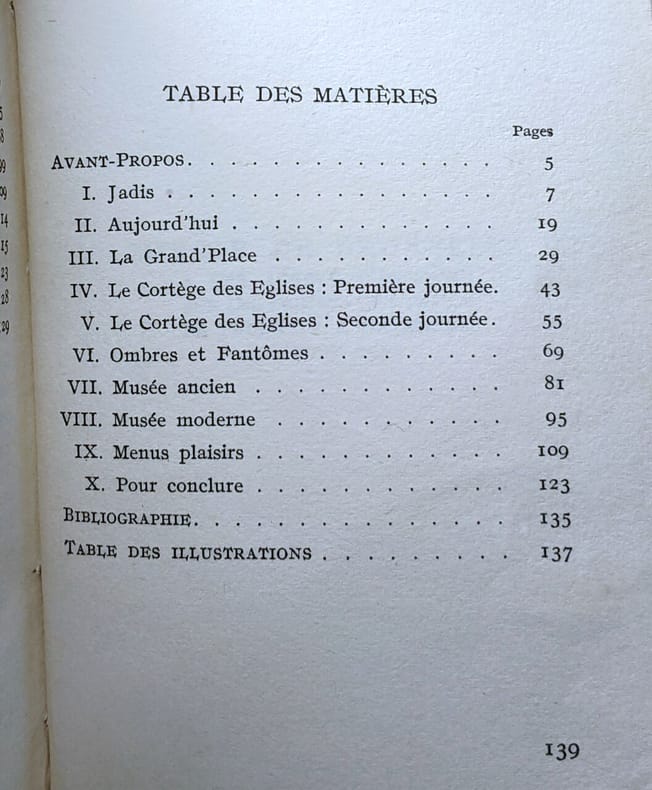 TABLE DES MATIÈRES
Pages
AVANT-PROPOS. . . . . . . . . . . . 5
I. Jadis . . . . . . . . . . . . 7
II. Aujourd'hui . . . . . . . . . . 19
III. La Grand'Place . . . . . . . . . 29
IV. Le Cortège des Eglises : Première journée. 43
V. Le Cortège des Eglises : Seconde journée. 55
VI. Ombres et Fantômes . . . . . . . 69
VII. Musée ancien . . . . . . . . . 81
VIII. Musée moderne . . . . . . . . . 95
IX. Menus plaisirs . . . . . . . . . 109
X. Pour conclure . . . . . . . . . 123
BIBLIOGRAPHIE. . . . . . . . . . . . 135
TABLE DES ILLUSTRATIONS . . . . . . . 137
139